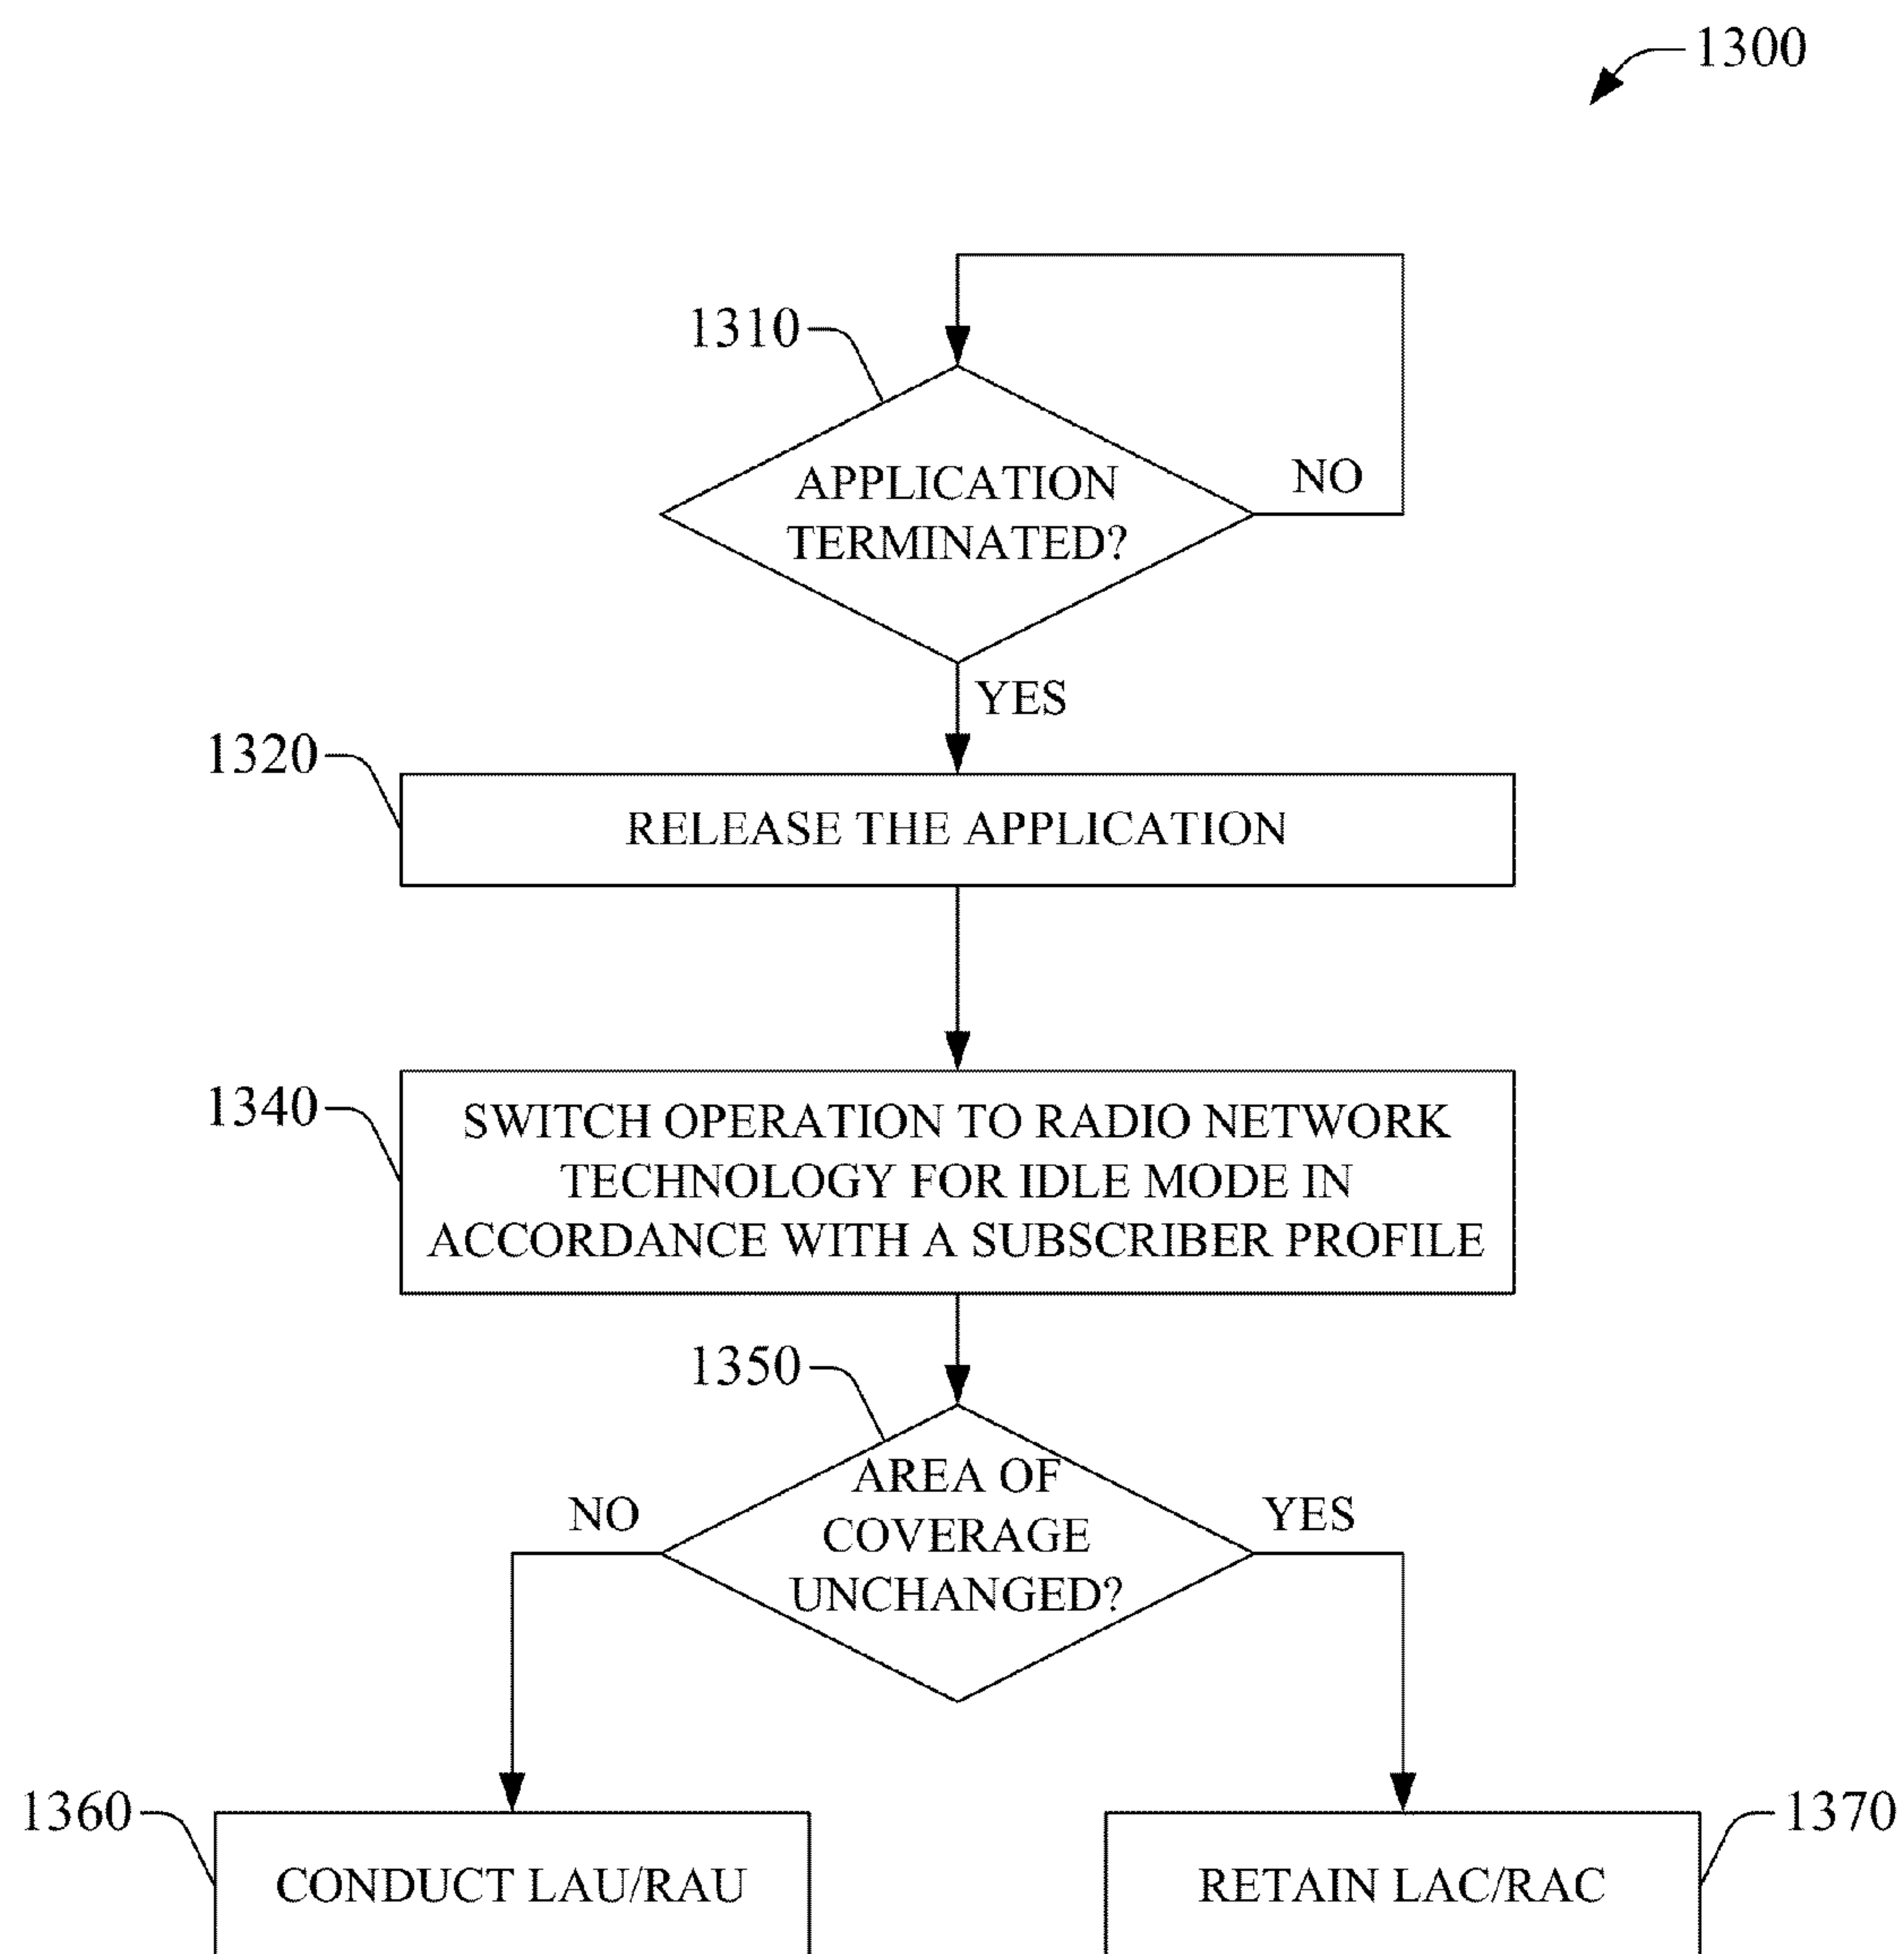 1300
1310
APPLICATION
TERMINATED?
NO
YES
1320
RELEASE THE APPLICATION
1340
SWITCH OPERATION TO RADIO NETWORK
TECHNOLOGY FOR IDLE MODE IN
ACCORDANCE WITH A SUBSCRIBER PROFILE
1350
AREA OF
COVERAGE
UNCHANGED?
NO
YES
1360
CONDUCT LAU/RAU
RETAIN LAC/RAC
1370